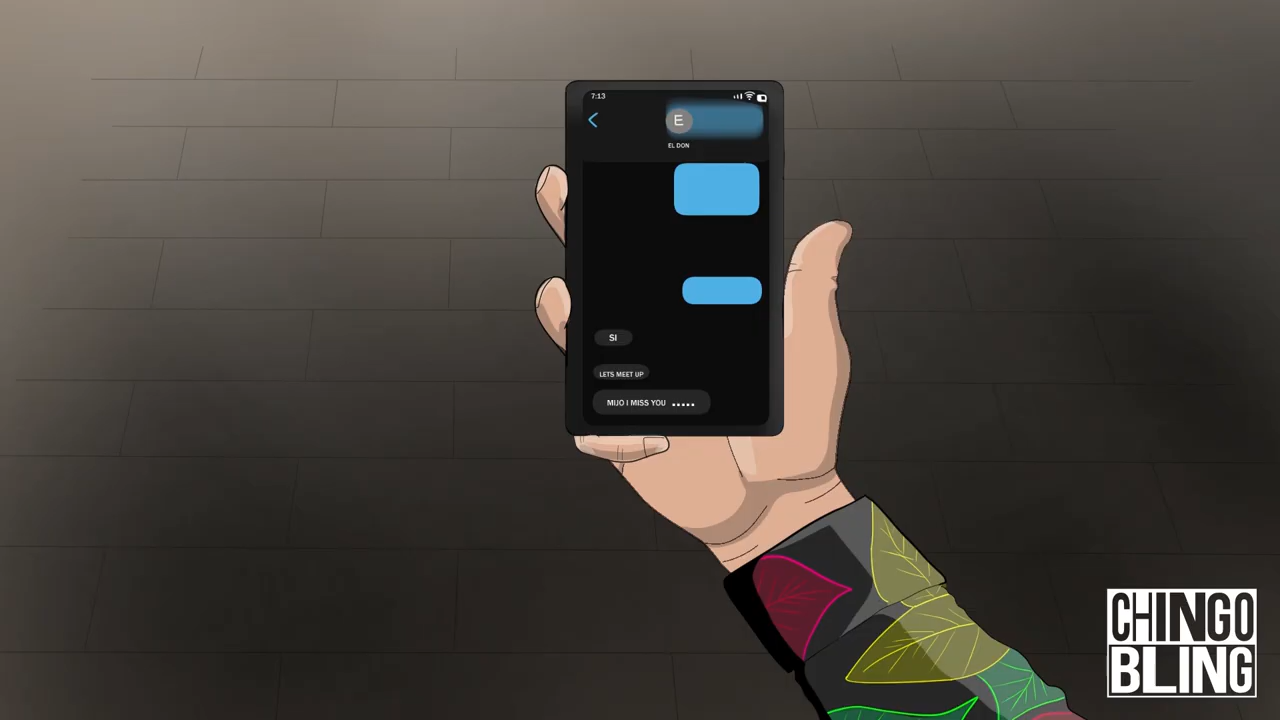 7:13
E
EL DON
SI
LETS MEET UP
MIJO I MISS YOU .....
CHINGO
BLING